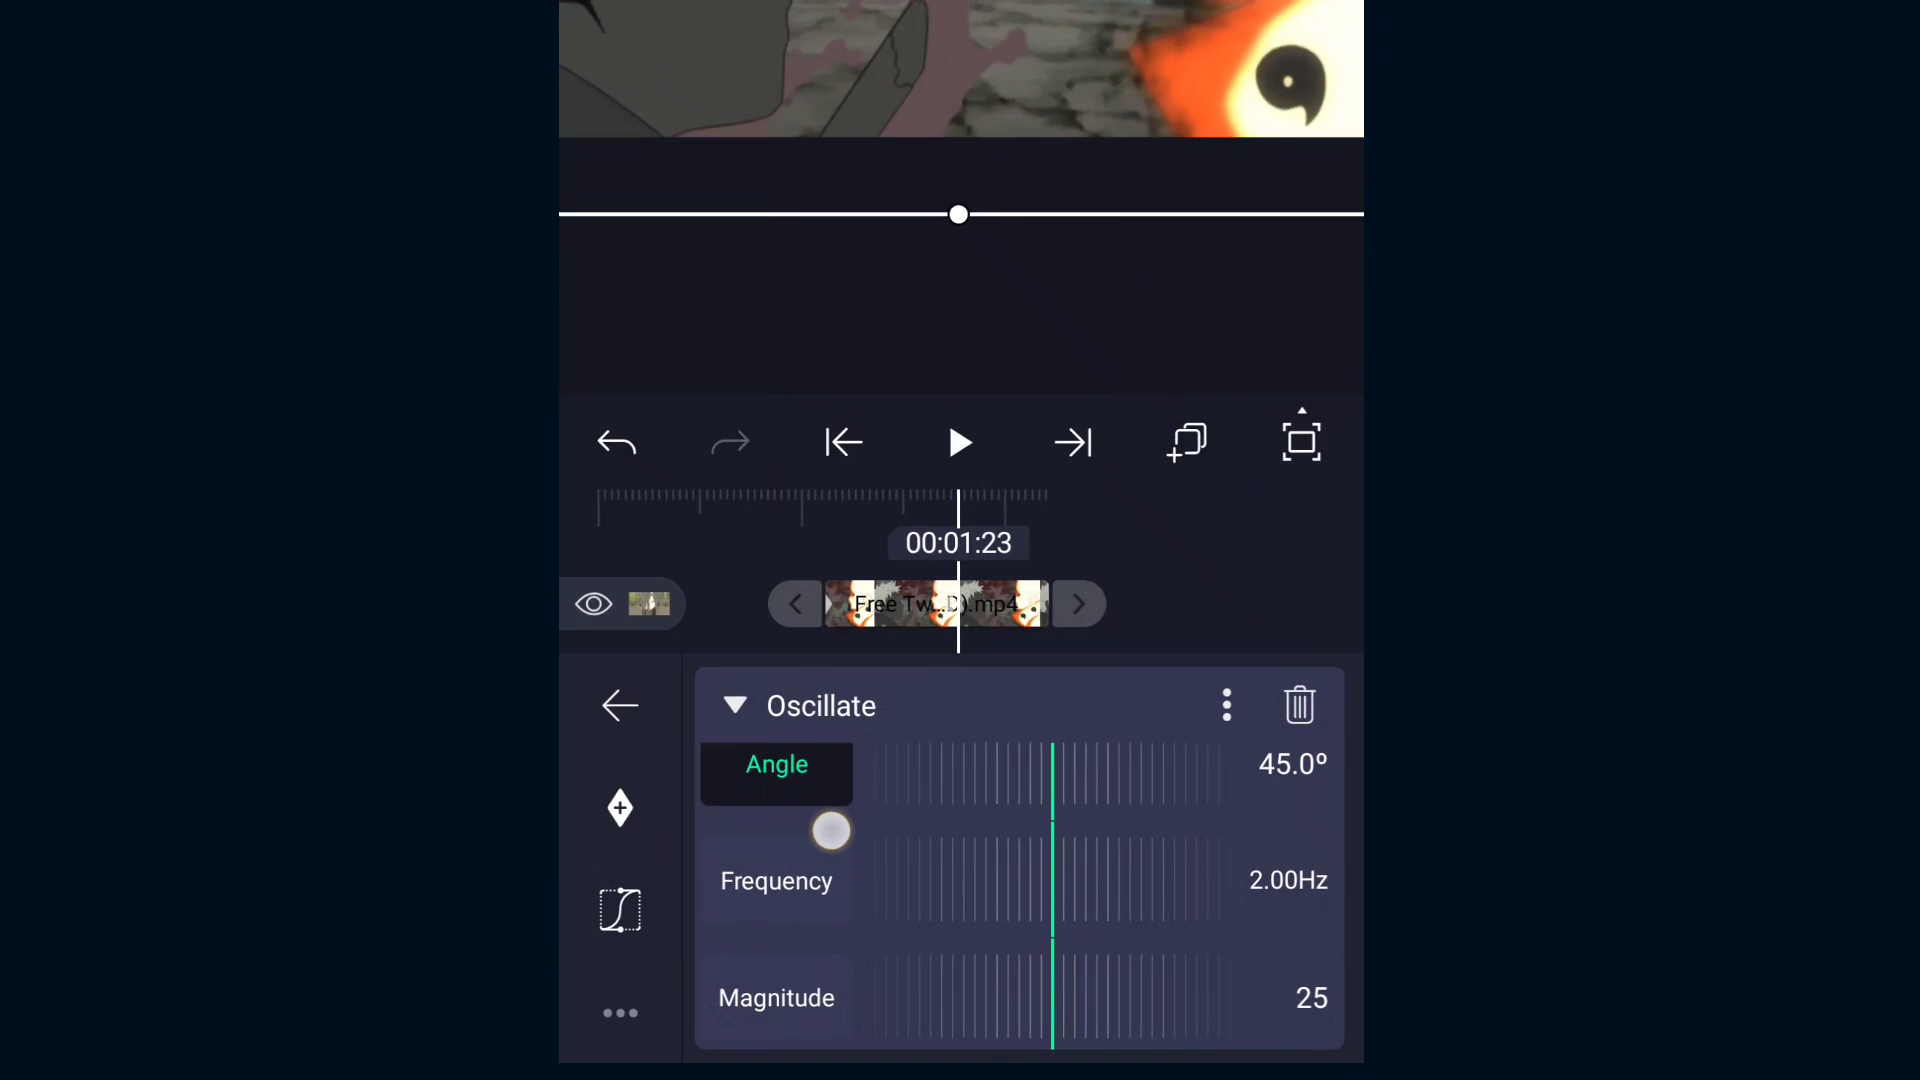 00:01:23
Free Tw...D).mp4
Oscillate
Angle
45.0º
Frequency
2.00Hz
Magnitude
25